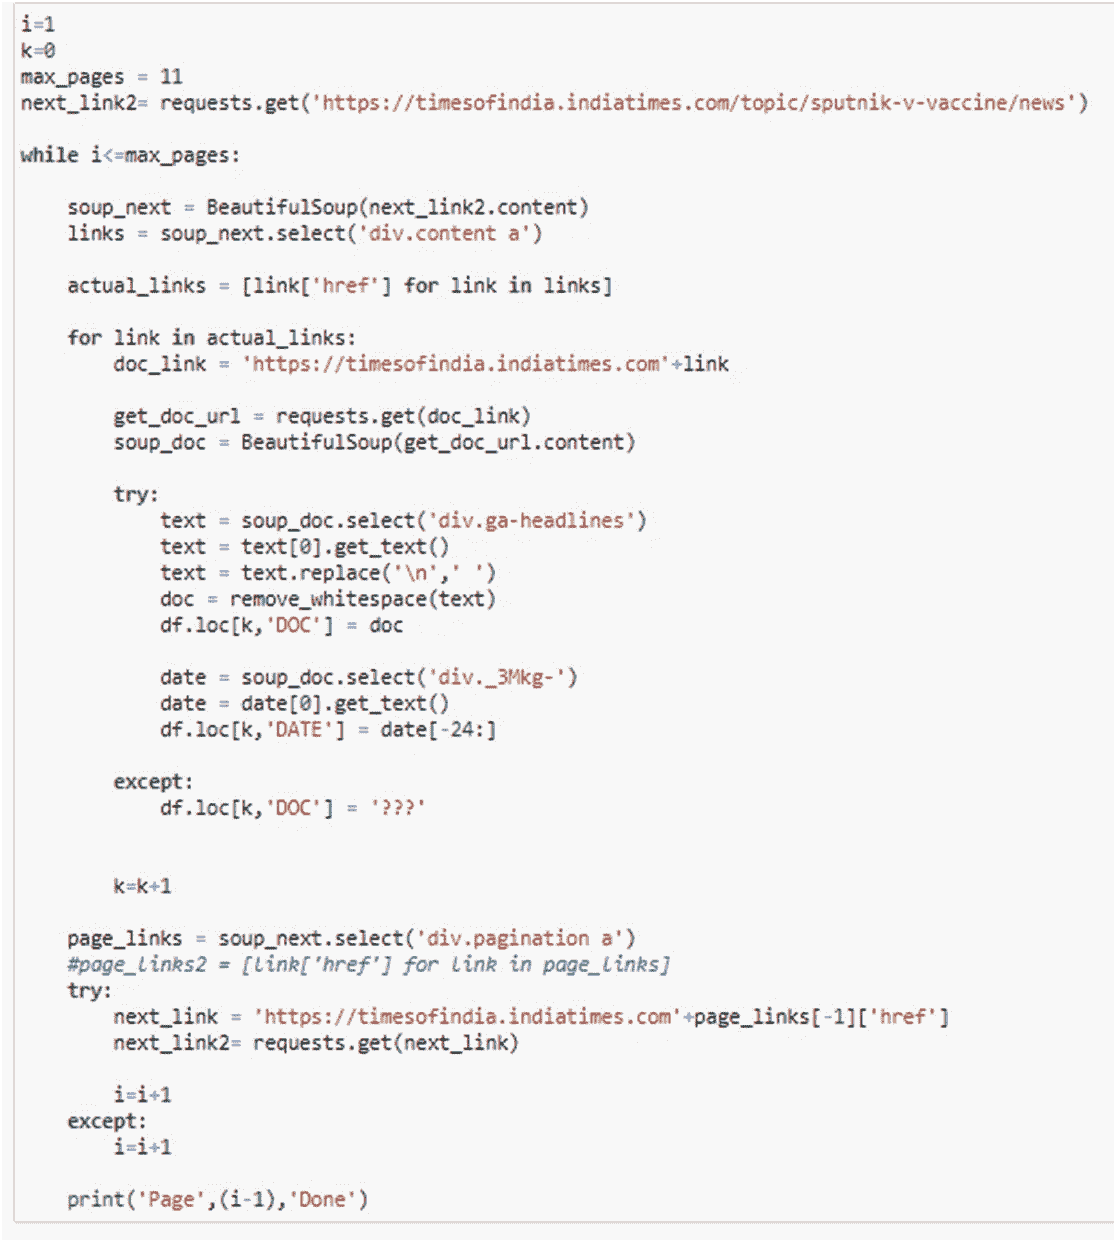 i=1
k=0
max_pages = 11
next_link2= requests.get('https://timesofindia.indiatimes.com/topic/sputnik-v-vaccine/news')
while i<=max_pages:
    soup_next = BeautifulSoup(next_link2.content)
    links = soup_next.select('div.content a')
    actual_links = [link['href'] for link in links]
    for link in actual_links:
        doc_link = 'https://timesofindia.indiatimes.com'+link
        get_doc_url = requests.get(doc_link)
        soup_doc = BeautifulSoup(get_doc_url.content)
        try:
            text = soup_doc.select('div.ga-headlines')
            text = text[0].get_text()
            text = text.replace('\n',' ')
            doc = remove_whitespace(text)
            df.loc[k,'DOC'] = doc
            date = soup_doc.select('div._3Mkg-')
            date = date[0].get_text()
            df.loc[k,'DATE'] = date[-24:]
        except:
            df.loc[k,'DOC'] = '???'
        k=k+1
    page_links = soup_next.select('div.pagination a')
    #page_links2 = [link['href'] for link in page_links]
    try:
        next_link = 'https://timesofindia.indiatimes.com'+page_links[-1]['href']
        next_link2= requests.get(next_link)
        i=i+1
    except:
        i=i+1
    print('Page',(i-1),'Done')